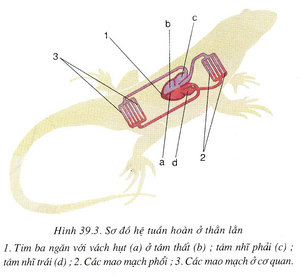 b
c
1
3
a
d
2
Hình 39.3. Sơ đồ hệ tuần hoàn ở thằn lằn
1. Tim ba ngăn với vách hụt (a) ở tâm thất (b) ; tâm nhĩ phải (c) ;
tâm nhĩ trái (d) ; 2. Các mao mạch phổi ; 3. Các mao mạch ở cơ quan.